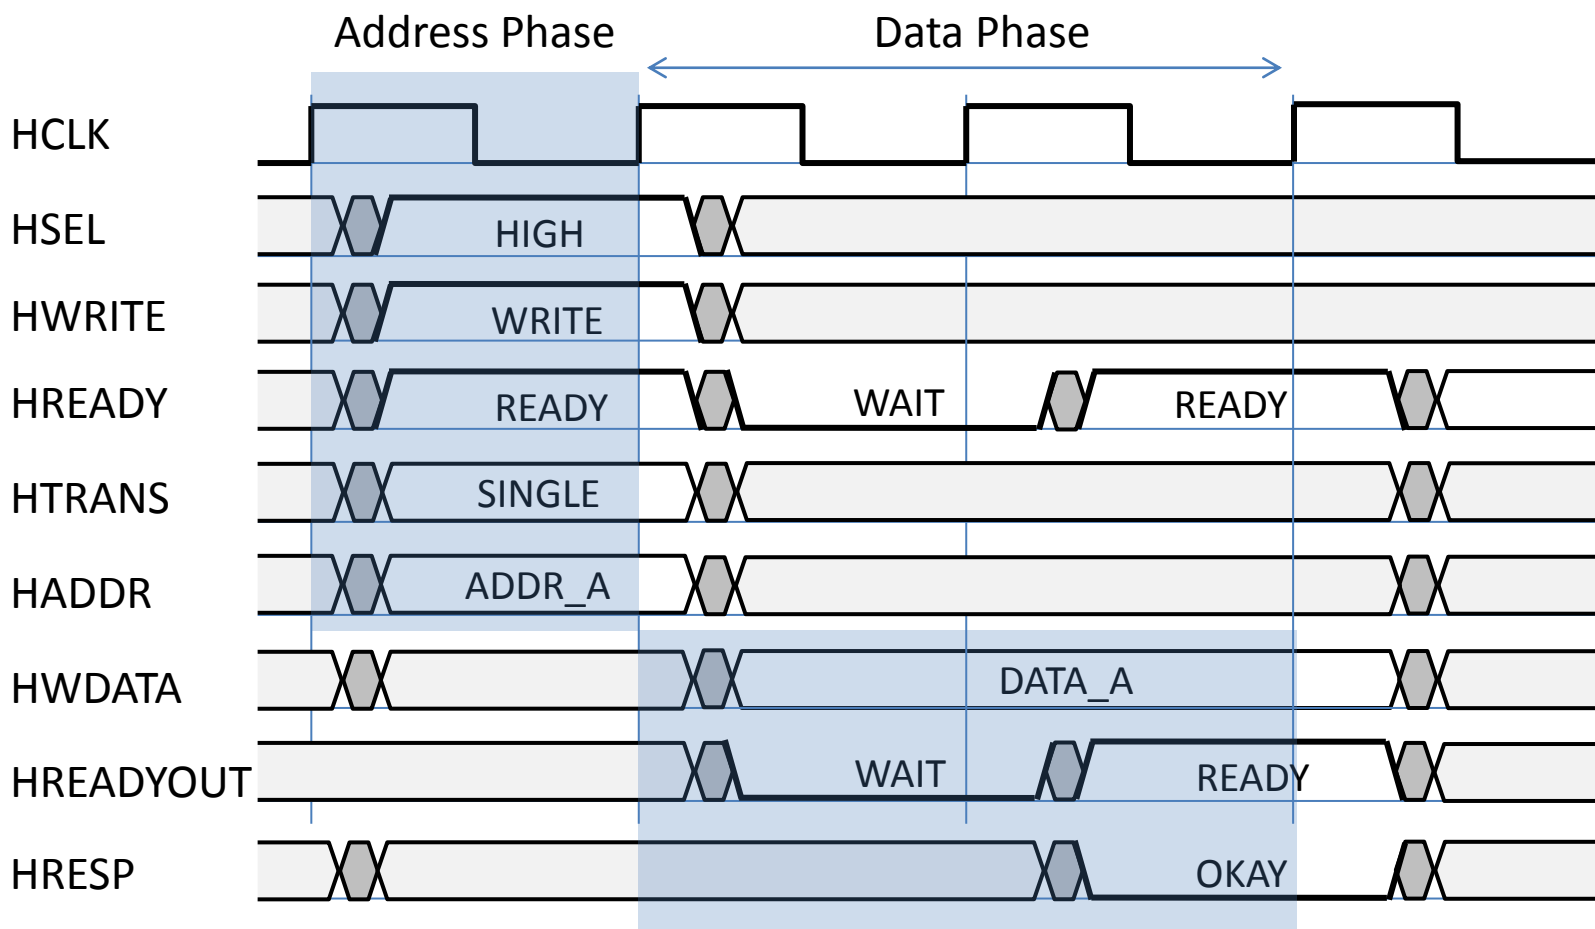 Address Phase Data Phase
HCLK
HSEL HIGH
HWRITE WRITE
HREADY READY WAIT READY
HTRANS SINGLE
HADDR ADDR_A
HWDATA DATA_A
HREADYOUT WAIT READY
HRESP OKAY